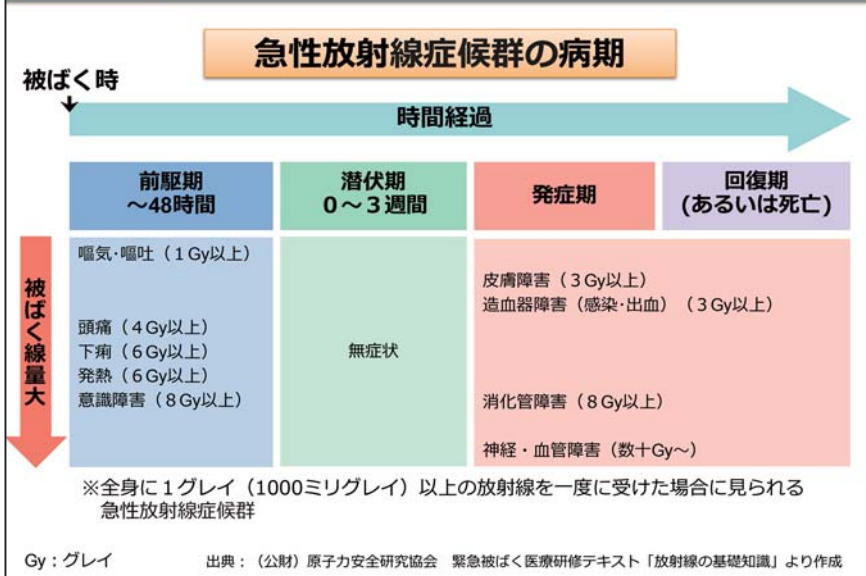 急性放射線症候群の病期
被ばく時
時間経過
前駆期
～48時間
潜伏期
０～３週間
発症期
回復期
(あるいは死亡)
被ばく線量大
嘔気･嘔吐（１Gy以上）
頭痛（４Gy以上）
下痢（６Gy以上）
発熱（６Gy以上）
意識障害（８Gy以上）
無症状
皮膚障害（３Gy以上）
造血器障害（感染･出血）（３Gy以上）
消化管障害（８Gy以上）
神経・血管障害（数十Gy～）
※全身に１グレイ（1000ミリグレイ）以上の放射線を一度に受けた場合に見られる
急性放射線症候群
Gy：グレイ
出典：（公財）原子力安全研究協会　緊急被ばく医療研修テキスト「放射線の基礎知識」より作成